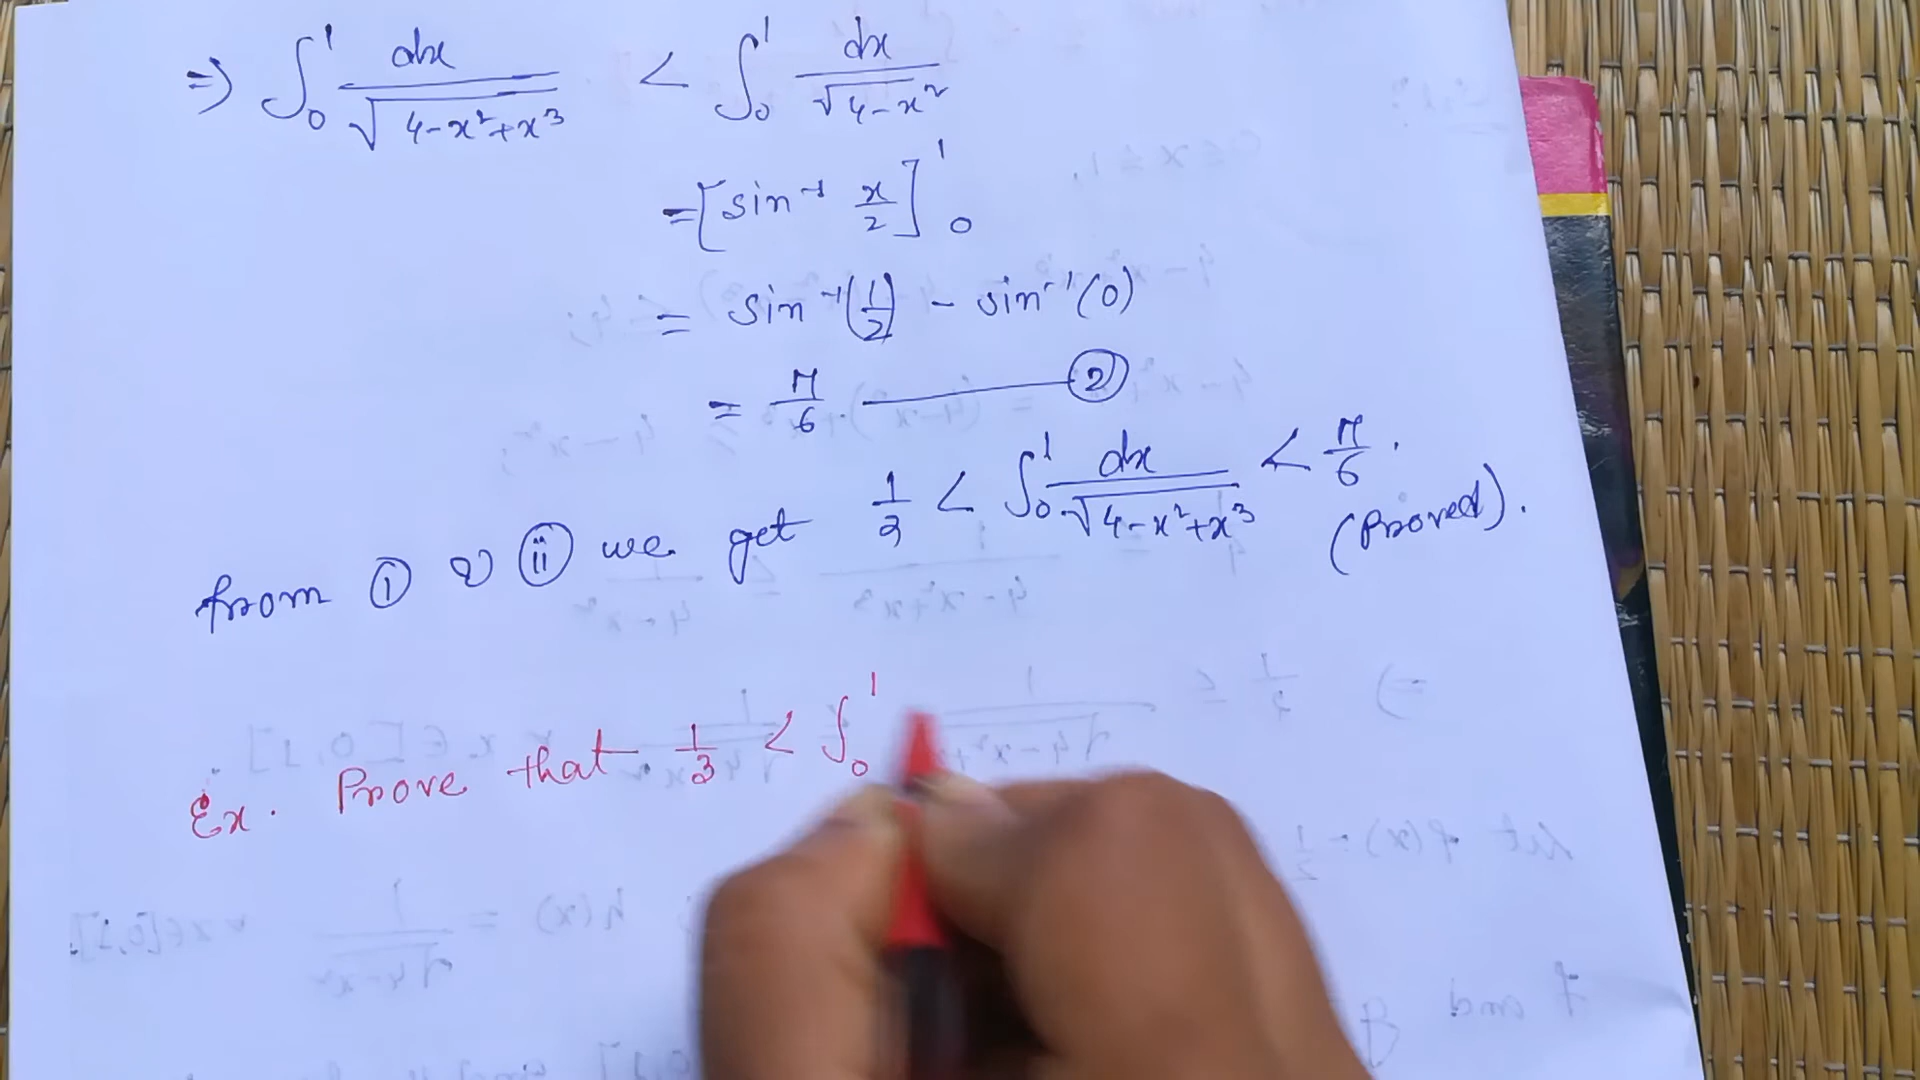 ⇒ ∫₀¹ dx/√(4-x²+x³) < ∫₀¹ dx/√(4-x²)
= [sin⁻¹ x/2]₀¹
= sin⁻¹(1/2) - sin⁻¹(0)
= π/6 ——— ②
from ① & ⓘⓘ we get 1/2 < ∫₀¹ dx/√(4-x²+x³) < π/6. (Proved).
Ex. Prove that 1/3 < ∫₀¹